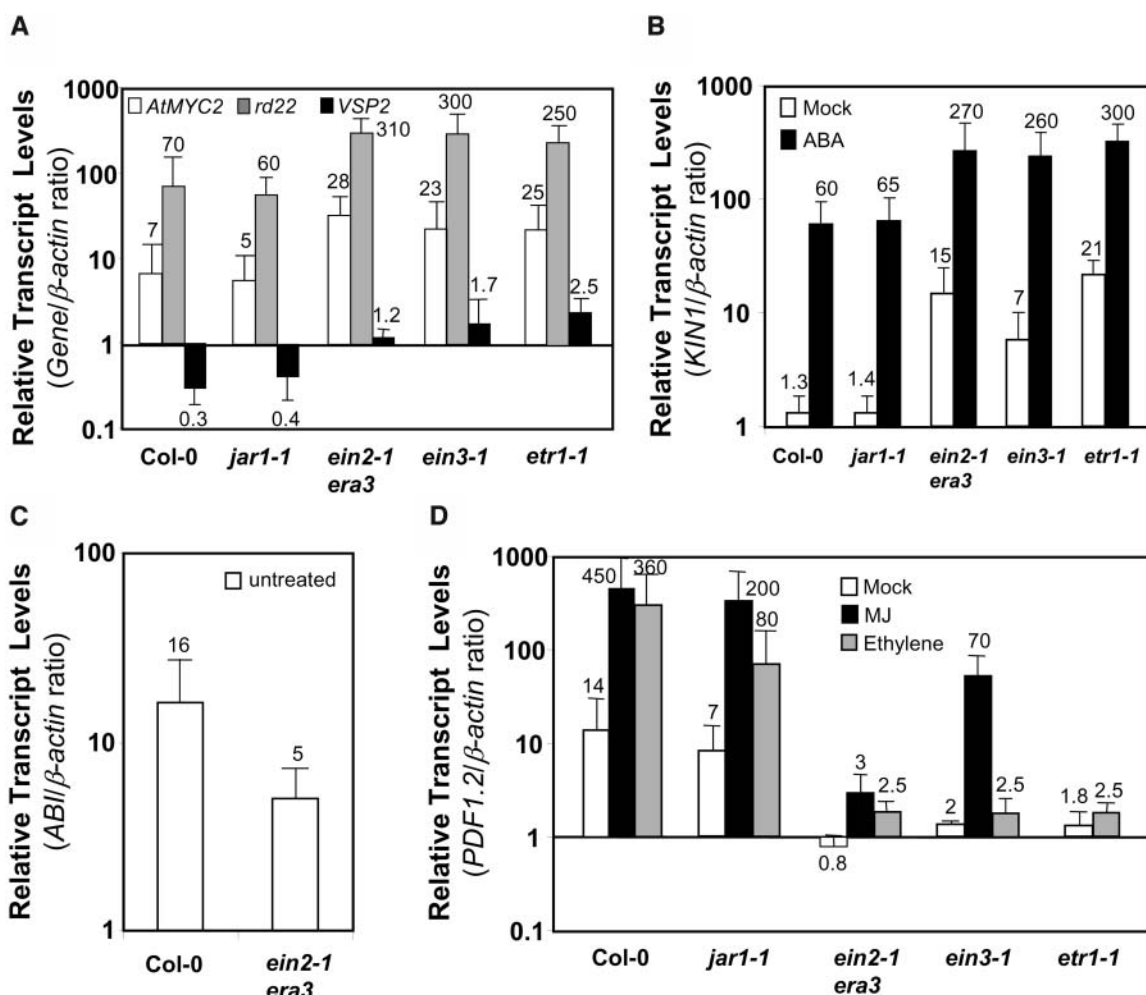 A
Relative Transcript Levels
(Gene/β-actin ratio)
1000
100
10
1
0.1
AtMYC2 rd22 VSP2
7 70 0.3
5 60 0.4
28 310 1.2
23 300 1.7
25 250 2.5
Col-0 jar1-1 ein2-1 ein3-1 etr1-1
era3
B
Relative Transcript Levels
(KIN1/β-actin ratio)
1000
100
10
1
Mock
ABA
1.3 60
1.4 65
15 270
7 260
21 300
Col-0 jar1-1 ein2-1 ein3-1 etr1-1
era3
C
Relative Transcript Levels
(ABI/β-actin ratio)
100
10
1
untreated
16
5
Col-0 ein2-1
era3
D
Relative Transcript Levels
(PDF1.2/β-actin ratio)
1000
100
10
1
0.1
Mock
MJ
Ethylene
14 450 360
7 200 80
0.8 3 2.5
2 70 2.5
1.8 2.5
Col-0 jar1-1 ein2-1 ein3-1 etr1-1
era3